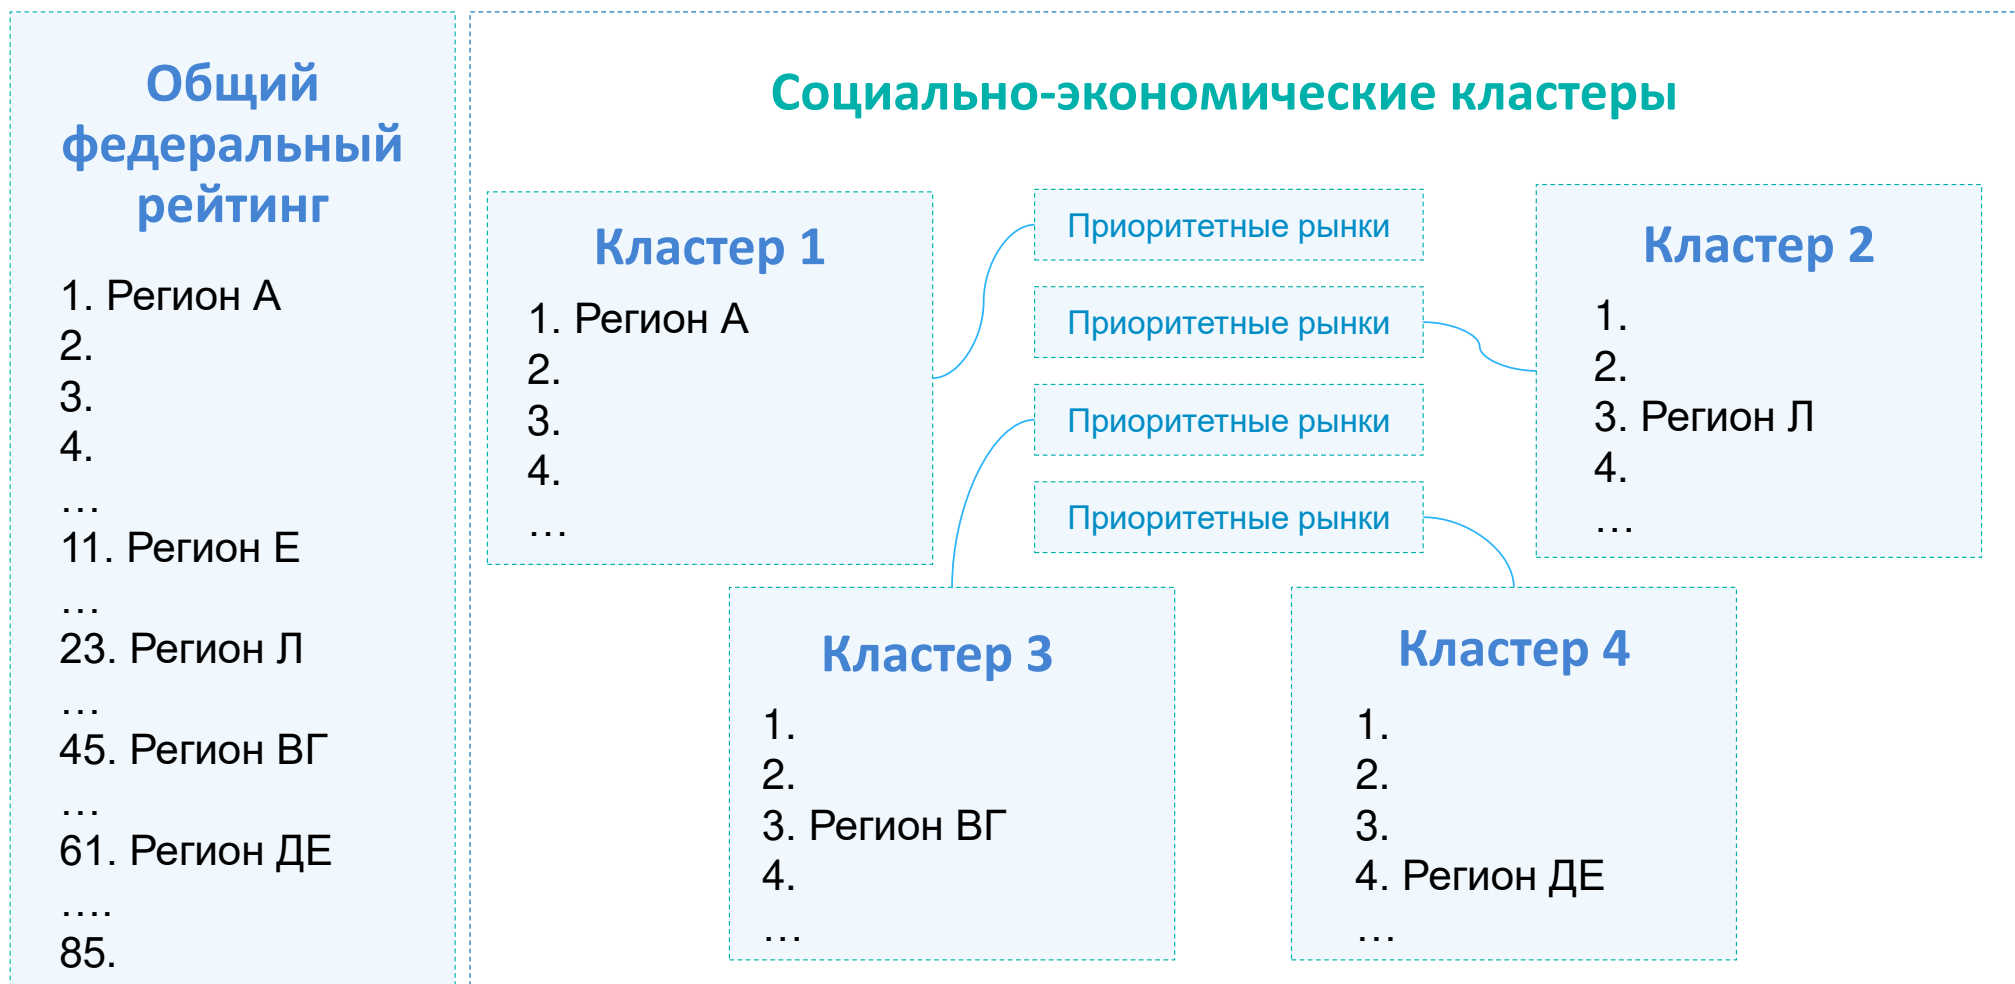 Общий
федеральный
рейтинг
1. Регион А
2.
3.
4.
…
11. Регион Е
…
23. Регион Л
…
45. Регион ВГ
…
61. Регион ДЕ
….
85.
Социально-экономические кластеры
Кластер 1
1. Регион А
2.
3.
4.
…
Приоритетные рынки
Приоритетные рынки
Приоритетные рынки
Приоритетные рынки
Кластер 2
1.
2.
3. Регион Л
4.
…
Кластер 3
1.
2.
3. Регион ВГ
4.
…
Кластер 4
1.
2.
3.
4. Регион ДЕ
…